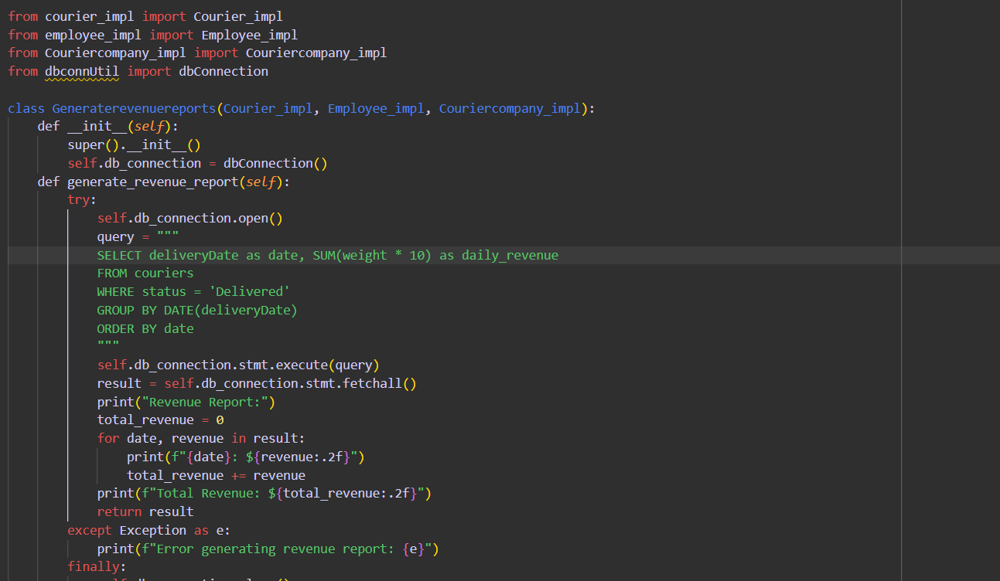 from courier_impl import Courier_impl
from employee_impl import Employee_impl
from Couriercompany_impl import Couriercompany_impl
from dbconnUtil import dbConnection

class Generaterevenuereports(Courier_impl, Employee_impl, Couriercompany_impl):
    def __init__(self):
        super().__init__()
        self.db_connection = dbConnection()
    def generate_revenue_report(self):
        try:
            self.db_connection.open()
            query = """
            SELECT deliveryDate as date, SUM(weight * 10) as daily_revenue
            FROM couriers
            WHERE status = 'Delivered'
            GROUP BY DATE(deliveryDate)
            ORDER BY date
            """
            self.db_connection.stmt.execute(query)
            result = self.db_connection.stmt.fetchall()
            print("Revenue Report:")
            total_revenue = 0
            for date, revenue in result:
                print(f"{date}: ${revenue:.2f}")
                total_revenue += revenue
            print(f"Total Revenue: ${total_revenue:.2f}")
            return result
        except Exception as e:
            print(f"Error generating revenue report: {e}")
        finally: